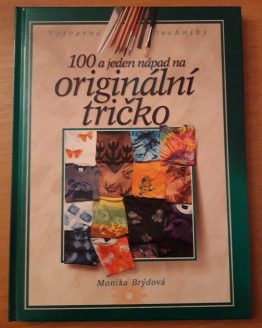 Výtvarné techniky
100 a jeden nápad na
originální
tričko
Monika Brýdová